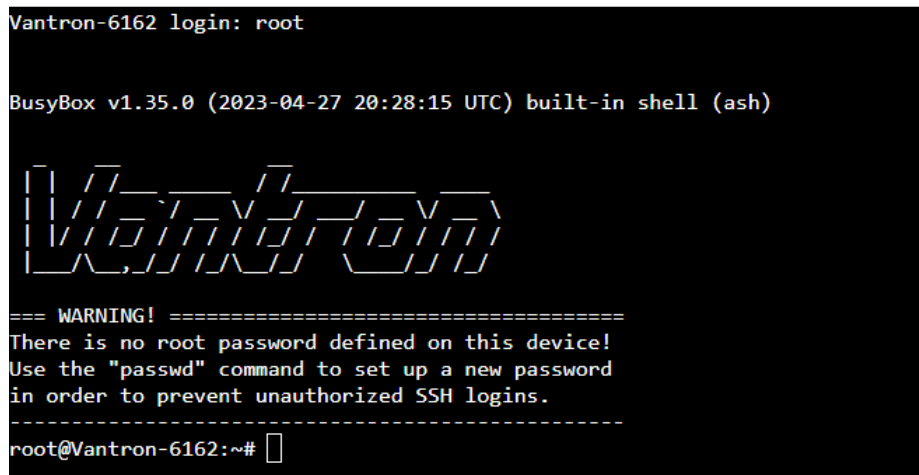 Vantron-6162 login: root
BusyBox v1.35.0 (2023-04-27 20:28:15 UTC) built-in shell (ash)
Vantron
=== WARNING! =====================================
There is no root password defined on this device!
Use the "passwd" command to set up a new password
in order to prevent unauthorized SSH logins.
--------------------------------------------------
root@Vantron-6162:~#